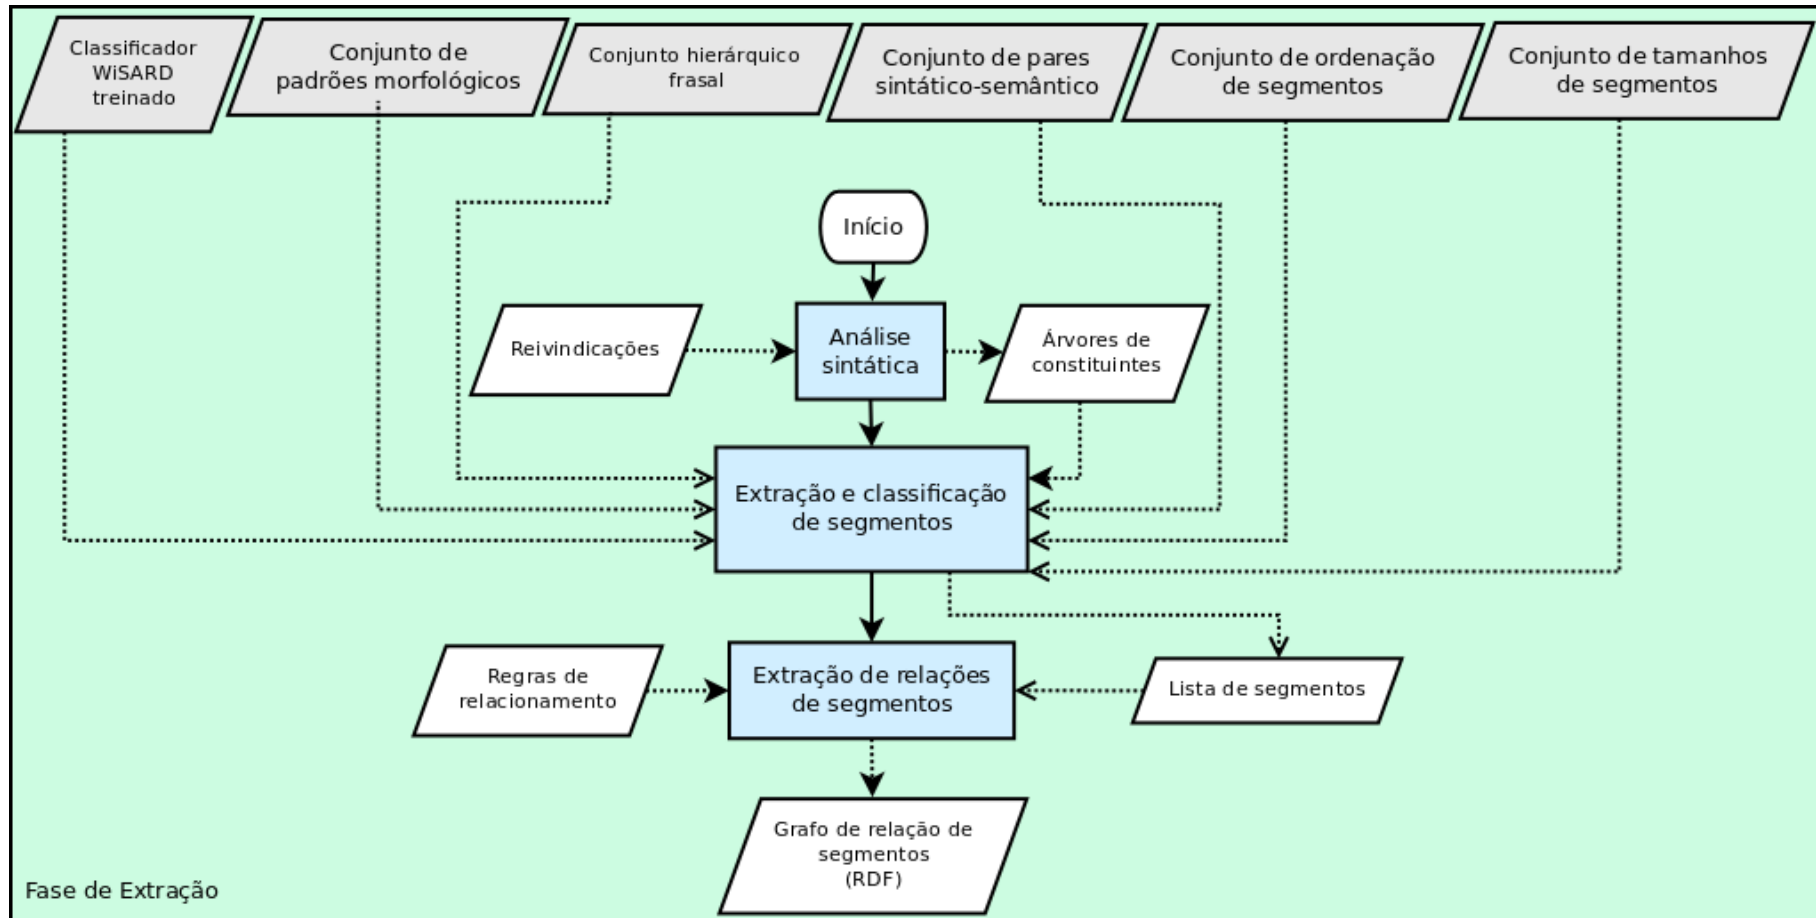 Classificador
WiSARD
treinado
Conjunto de
padrões morfológicos
Conjunto hierárquico
frasal
Conjunto de pares
sintático-semântico
Conjunto de ordenação
de segmentos
Conjunto de tamanhos
de segmentos
Início
Reivindicações
Análise
sintática
Árvores de
constituintes
Extração e classificação
de segmentos
Regras de
relacionamento
Extração de relações
de segmentos
Lista de segmentos
Grafo de relação de
segmentos
(RDF)
Fase de Extração